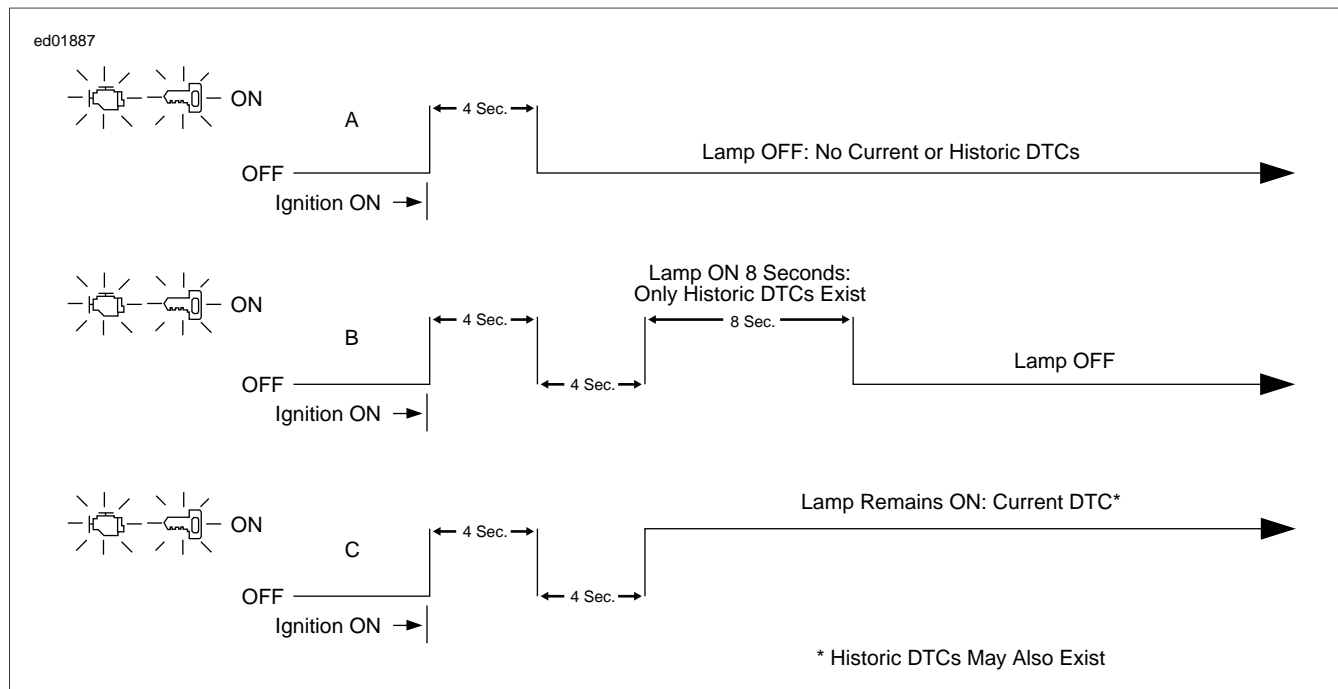 ed01887
ON
4 Sec.
A
Lamp OFF: No Current or Historic DTCs
OFF
Ignition ON
Lamp ON 8 Seconds:
Only Historic DTCs Exist
ON
4 Sec.
8 Sec.
B
Lamp OFF
OFF
4 Sec.
Ignition ON
Lamp Remains ON: Current DTC*
ON
4 Sec.
C
OFF
4 Sec.
Ignition ON
* Historic DTCs May Also Exist